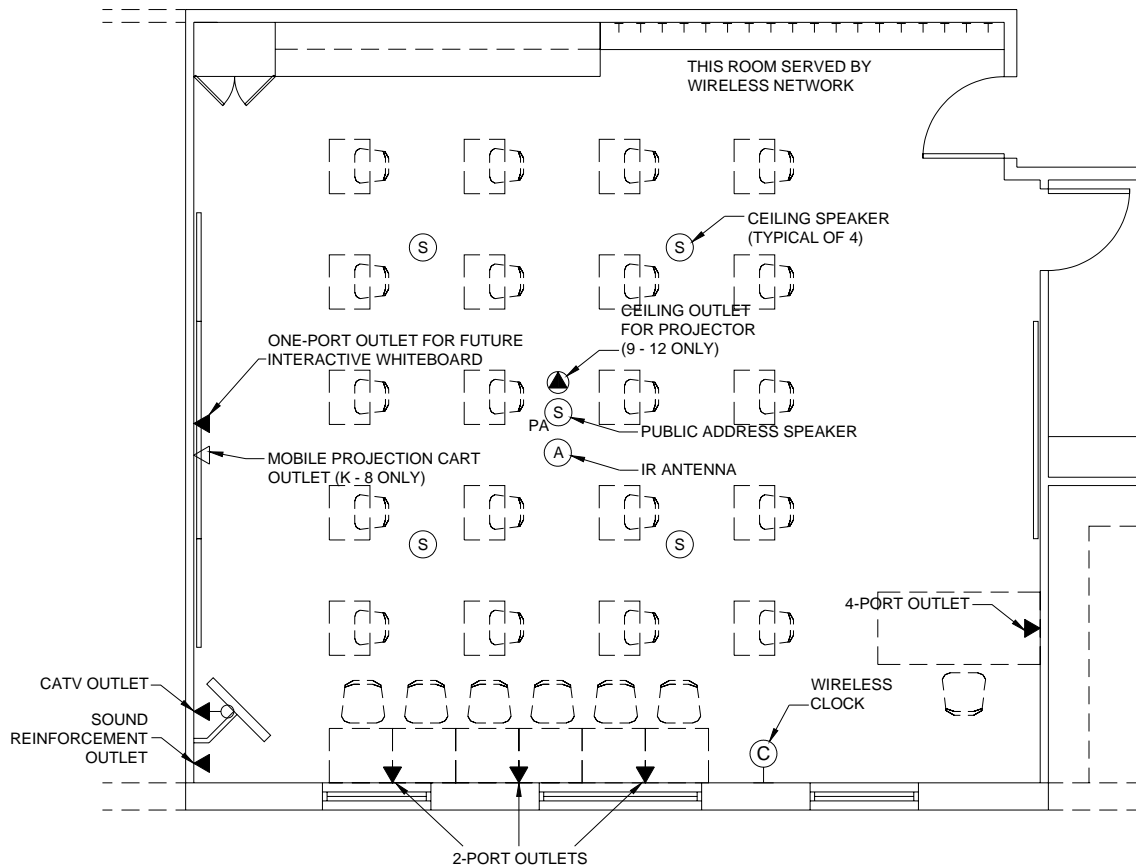 THIS ROOM SERVED BY
WIRELESS NETWORK
CEILING SPEAKER
(TYPICAL OF 4)
S
S
CEILING OUTLET
FOR PROJECTOR
(9 - 12 ONLY)
ONE-PORT OUTLET FOR FUTURE
INTERACTIVE WHITEBOARD
S
PA
PUBLIC ADDRESS SPEAKER
A
IR ANTENNA
MOBILE PROJECTION CART
OUTLET (K - 8 ONLY)
S
S
4-PORT OUTLET
CATV OUTLET
WIRELESS
CLOCK
SOUND
REINFORCEMENT
OUTLET
C
2-PORT OUTLETS